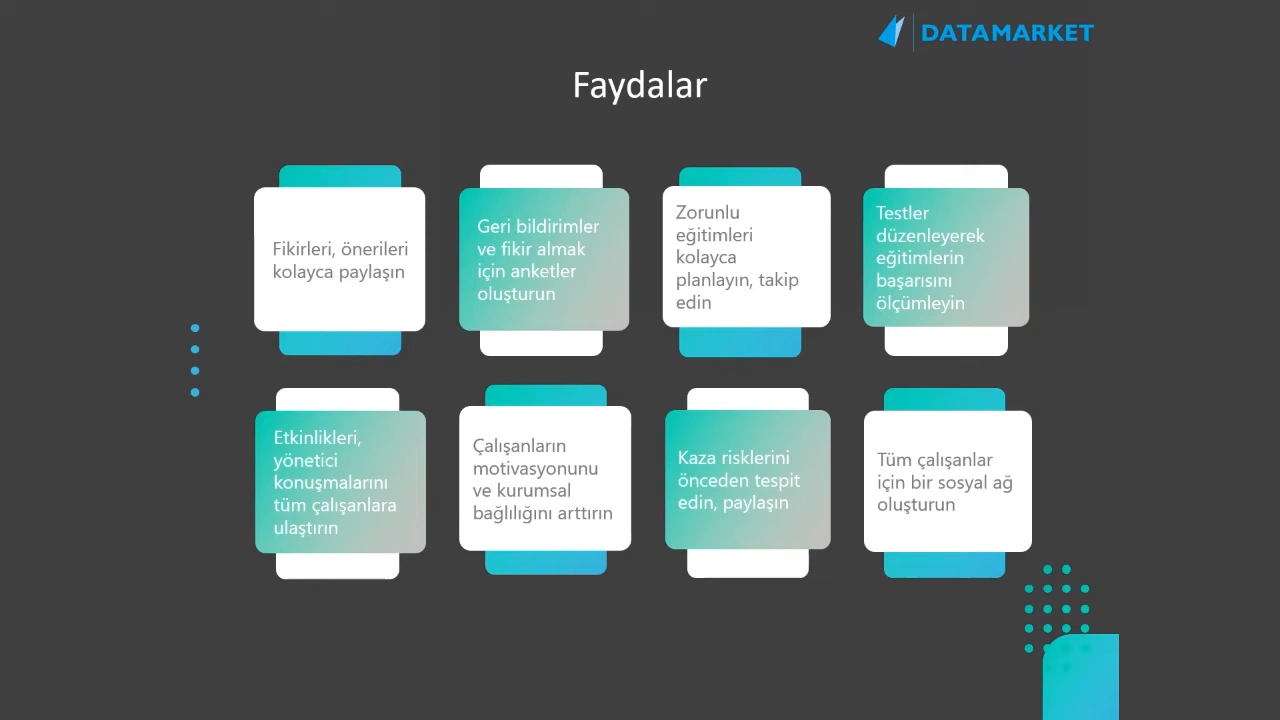 DATAMARKET
Faydalar
Fikirleri, önerileri
kolayca paylaşın
Geri bildirimler
ve fikir almak
için anketler
oluşturun
Zorunlu
eğitimleri
kolayca
planlayın, takip
edin
Testler
düzenleyerek
eğitimlerin
başarısını
ölçümleyin
Etkinlikleri,
yönetici
konuşmalarını
tüm çalışanlara
ulaştırın
Çalışanların
motivasyonunu
ve kurumsal
bağlılığını arttırın
Kaza risklerini
önceden tespit
edin, paylaşın
Tüm çalışanlar
için bir sosyal ağ
oluşturun